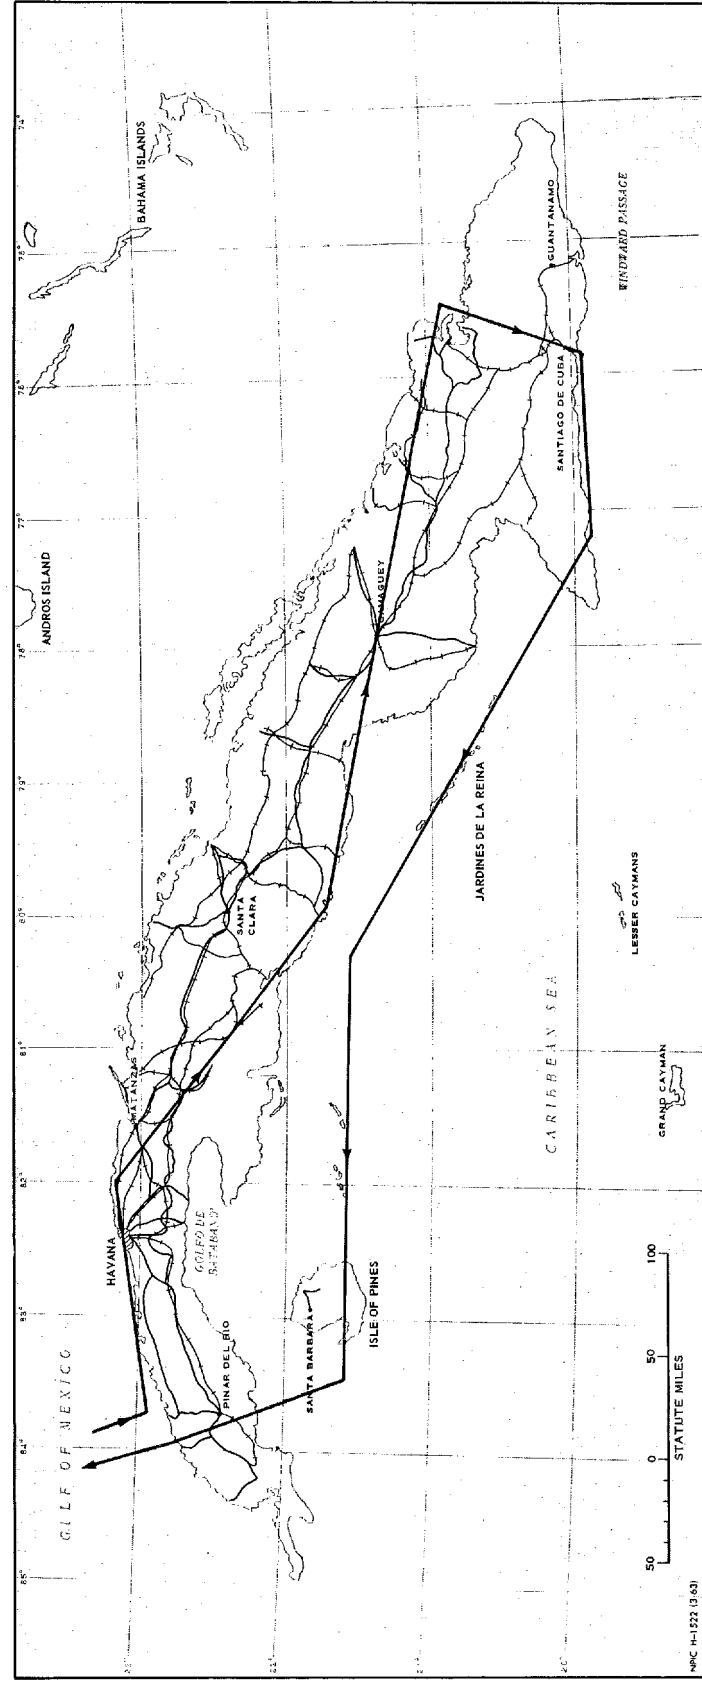 GULF OF MEXICO
85°
84°
83°
82°
81°
80°
79°
78°
77°
76°
75°
74°
ANDROS ISLAND
BAHAMA ISLANDS
HAVANA
MATANZAS
PINAR DEL RIO
GOLFO DE
BATABANO
SANTA
CLARA
CAMAGUEY
SANTA BARBARA
ISLE OF PINES
JARDINES DE LA REINA
SANTIAGO DE CUBA
GUANTANAMO
WINDWARD PASSAGE
CARIBBEAN SEA
LESSER CAYMANS
GRAND CAYMAN
23°
22°
21°
20°
50 0 50 100
STATUTE MILES
NPIC H-1522 (3-63)